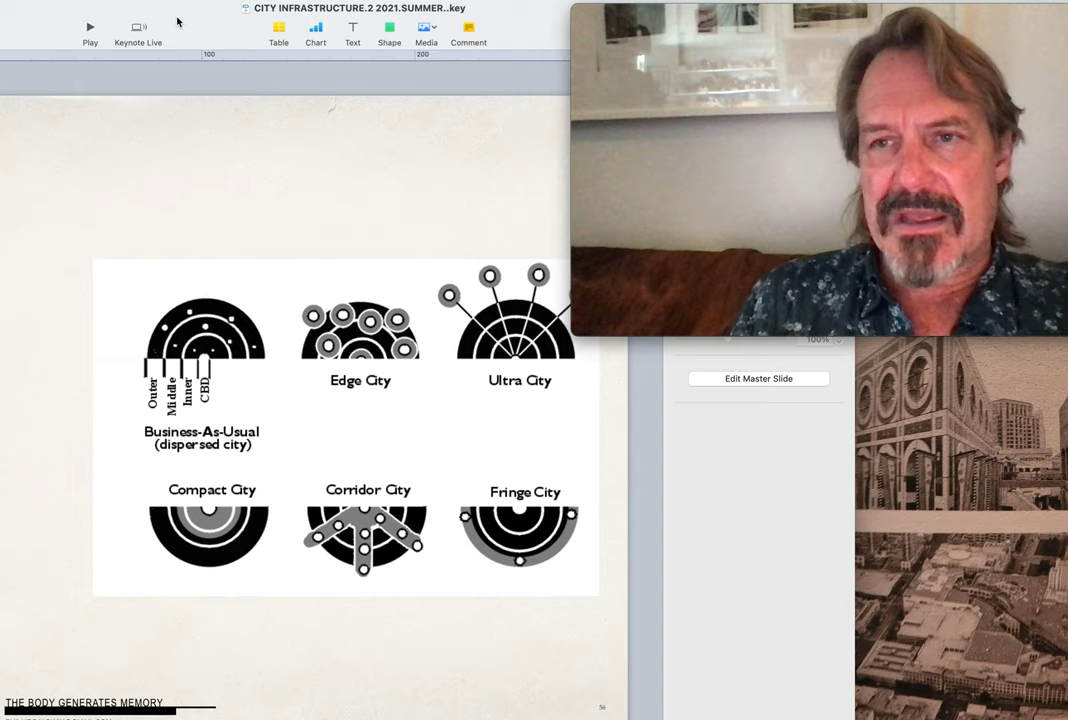 CITY INFRASTRUCTURE.2 2021.SUMMER..key
Play
Keynote Live
Table
Chart
Text
Shape
Media
Comment
100
200
100%
Edit Master Slide
Outer
Middle
Inner
CBD
Business-As-Usual
(dispersed city)
Edge City
Ultra City
Compact City
Corridor City
Fringe City
THE BODY GENERATES MEMORY
56